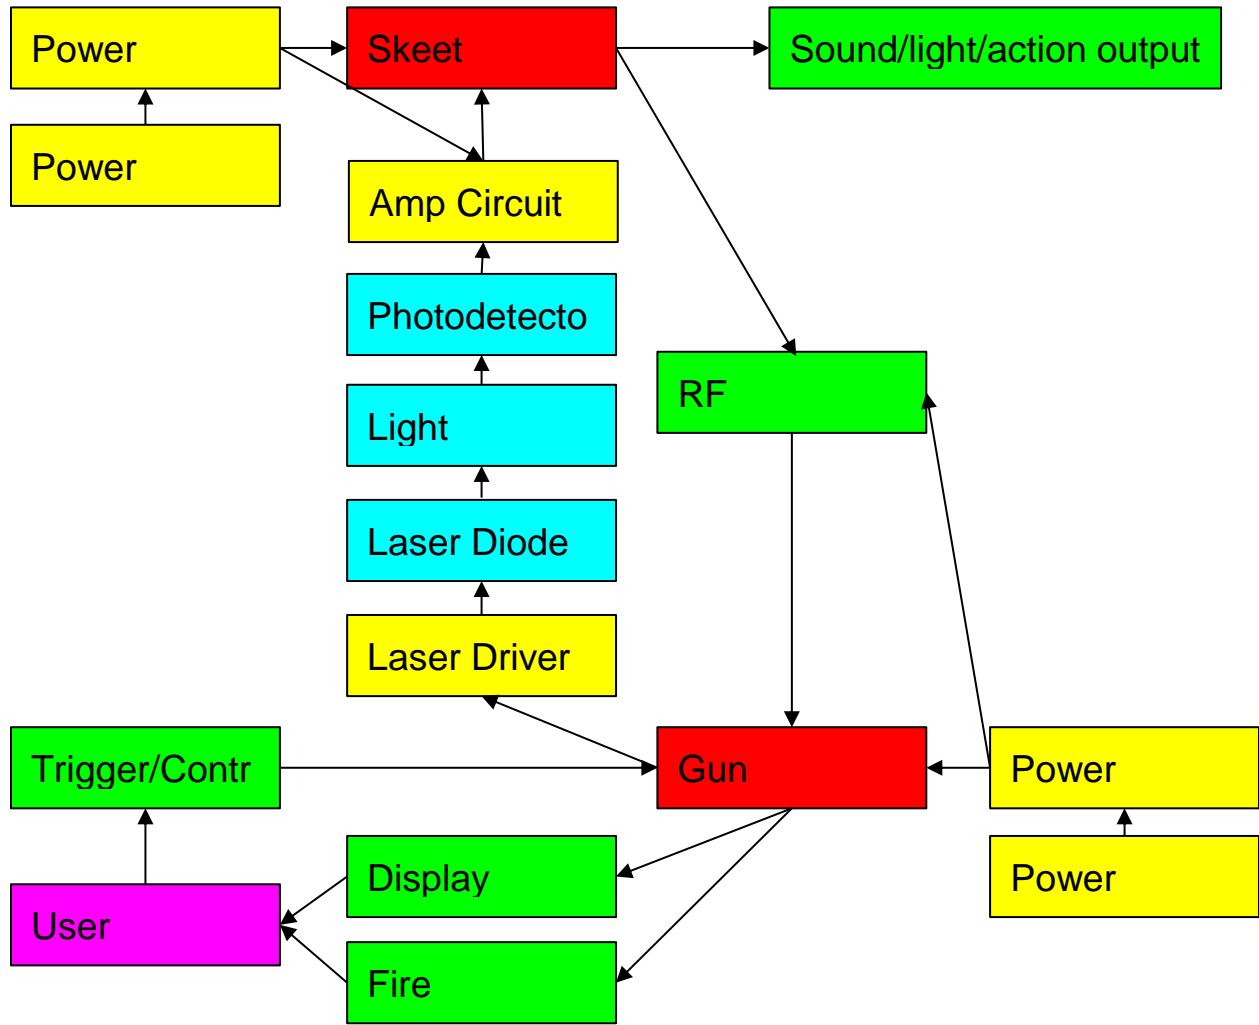 Power
Skeet
Sound/light/action output
Power
Amp Circuit
Photodetecto
RF
Light
Laser Diode
Laser Driver
Trigger/Contr
Gun
Power
Display
Power
User
Fire